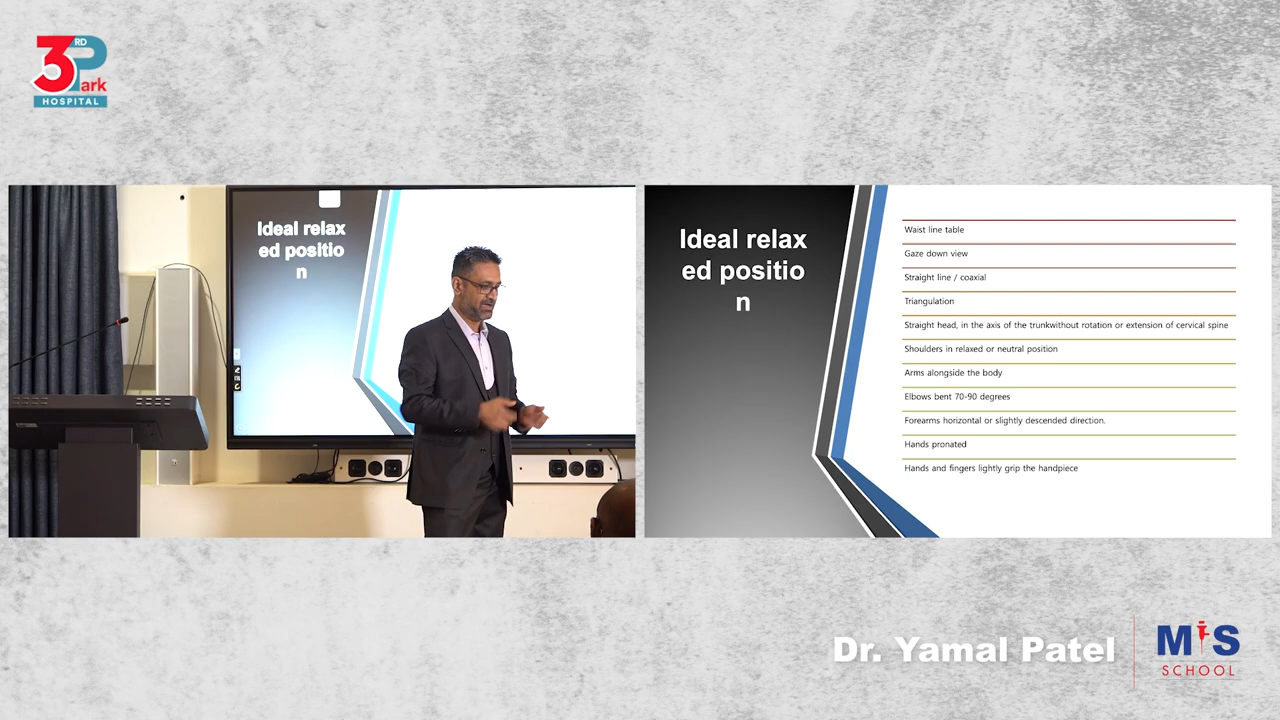 3RD Park
HOSPITAL
Ideal relax
ed positio
n
Ideal relax
ed positio
n
Waist line table
Gaze down view
Straight line / coaxial
Triangulation
Straight head, in the axis of the trunkwithout rotation or extension of cervical spine
Shoulders in relaxed or neutral position
Arms alongside the body
Elbows bent 70-90 degrees
Forearms horizontal or slightly descended direction.
Hands pronated
Hands and fingers lightly grip the handpiece
Dr. Yamal Patel
MIS
SCHOOL